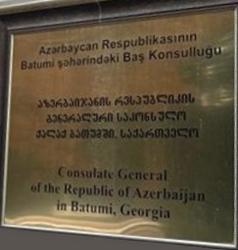 Azərbaycan Respublikasının
Batumi şəhərindəki Baş Konsulluğu
აზერბაიჯანის რესპუბლიკის
გენერალური საკონსულო
ქალაქ ბათუმში, საქართველო
Consulate General
of the Republic of Azerbaijan
in Batumi, Georgia